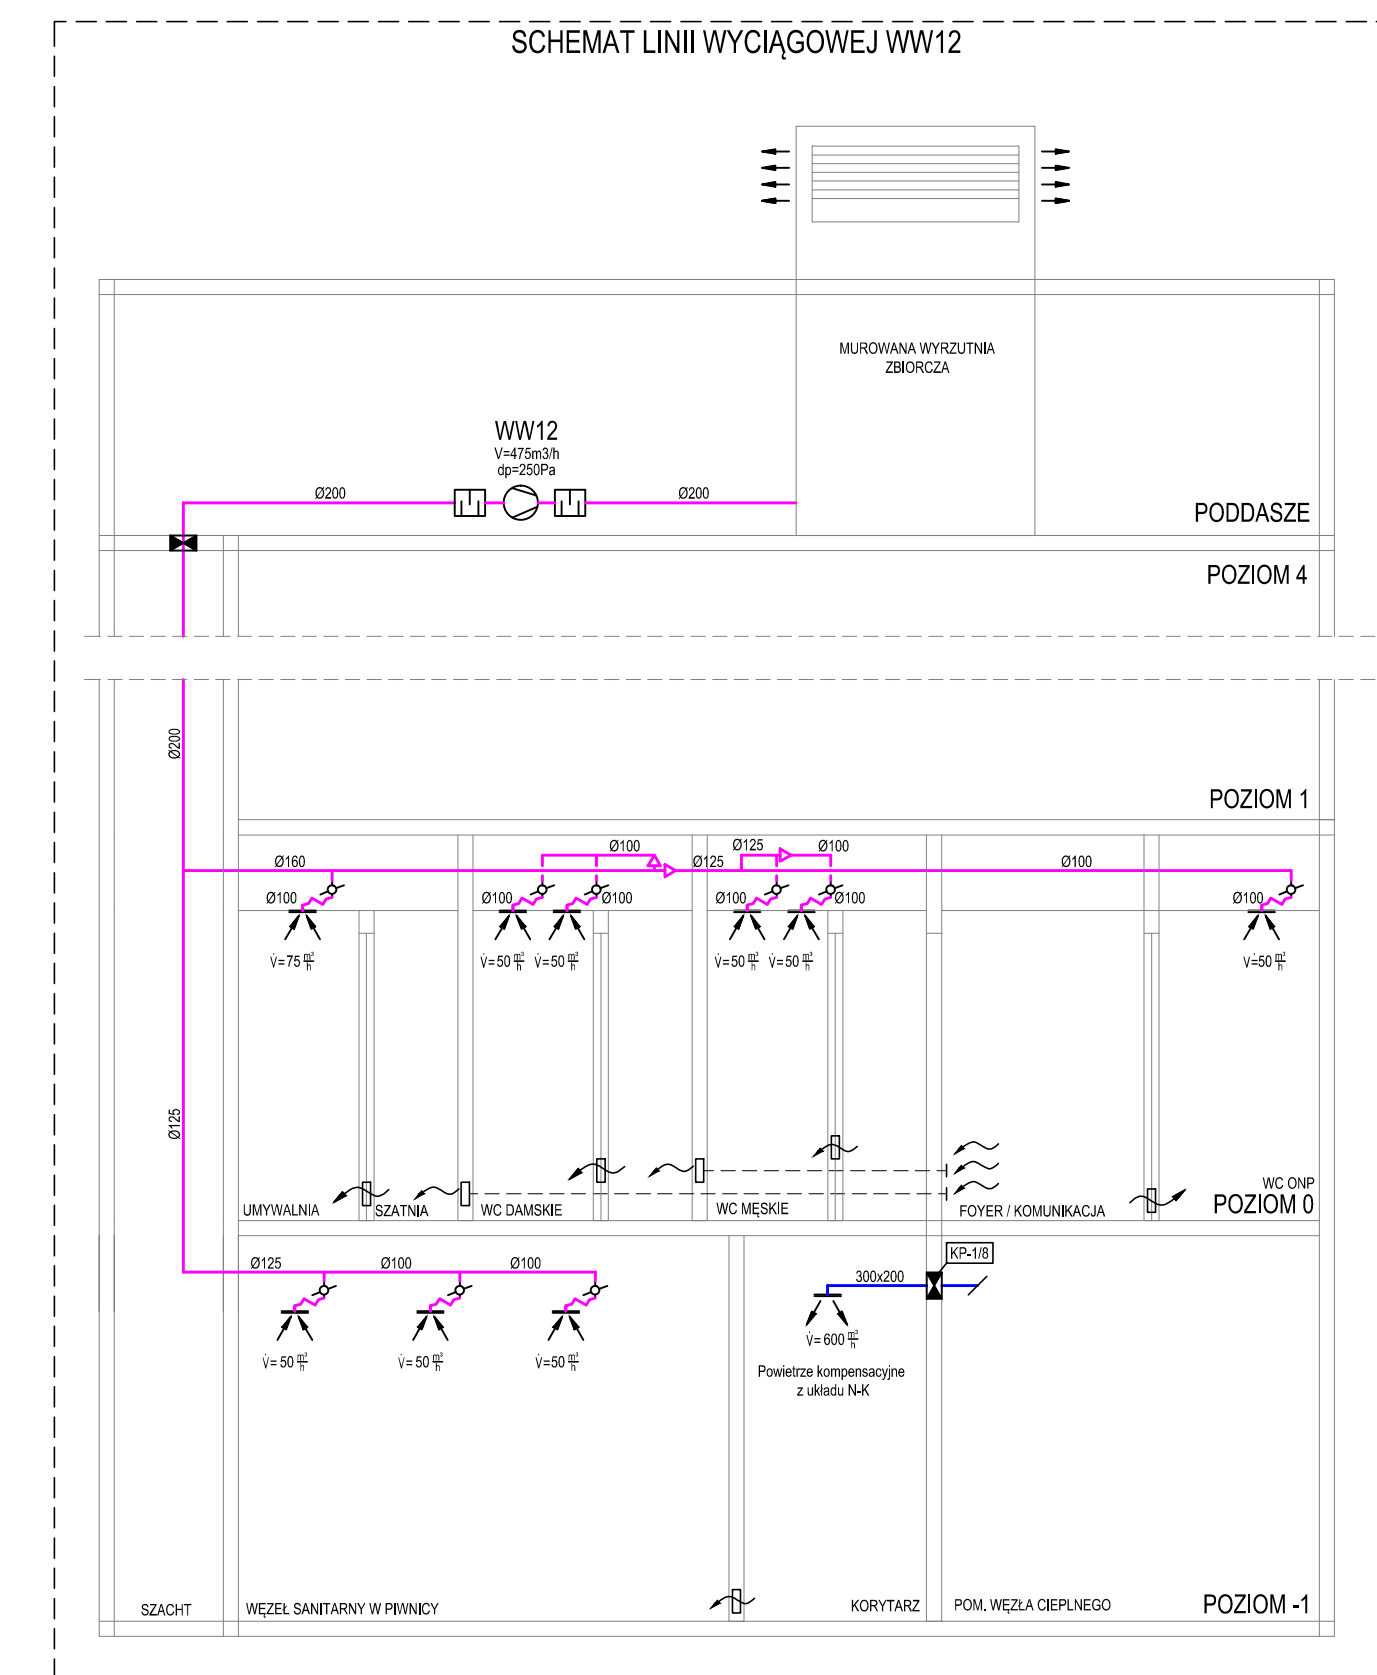 SCHEMAT LINII WYCIĄGOWEJ WW12
MUROWANA WYRZUTNIA
ZBIORCZA
WW12
V=475m3/h
dp=250Pa
Ø200
Ø200
PODDASZE
POZIOM 4
Ø200
POZIOM 1
Ø160
Ø100
Ø125
Ø125
Ø100
Ø100
Ø100
Ø100
Ø100
Ø100
Ø100
Ø100
V̇= 75 m³/h
V̇= 50 m³/h
V̇= 50 m³/h
V̇= 50 m³/h
V̇= 50 m³/h
V̇=50 m³/h
Ø125
UMYWALNIA
SZATNIA
WC DAMSKIE
WC MĘSKIE
FOYER / KOMUNIKACJA
WC ONP
POZIOM 0
Ø125
Ø100
Ø100
300x200
KP-1/8
V̇= 50 m³/h
V̇= 50 m³/h
V̇= 50 m³/h
V̇= 600 m³/h
Powietrze kompensacyjne
z układu N-K
SZACHT
WĘZEŁ SANITARNY W PIWNICY
KORYTARZ
POM. WĘZŁA CIEPLNEGO
POZIOM -1